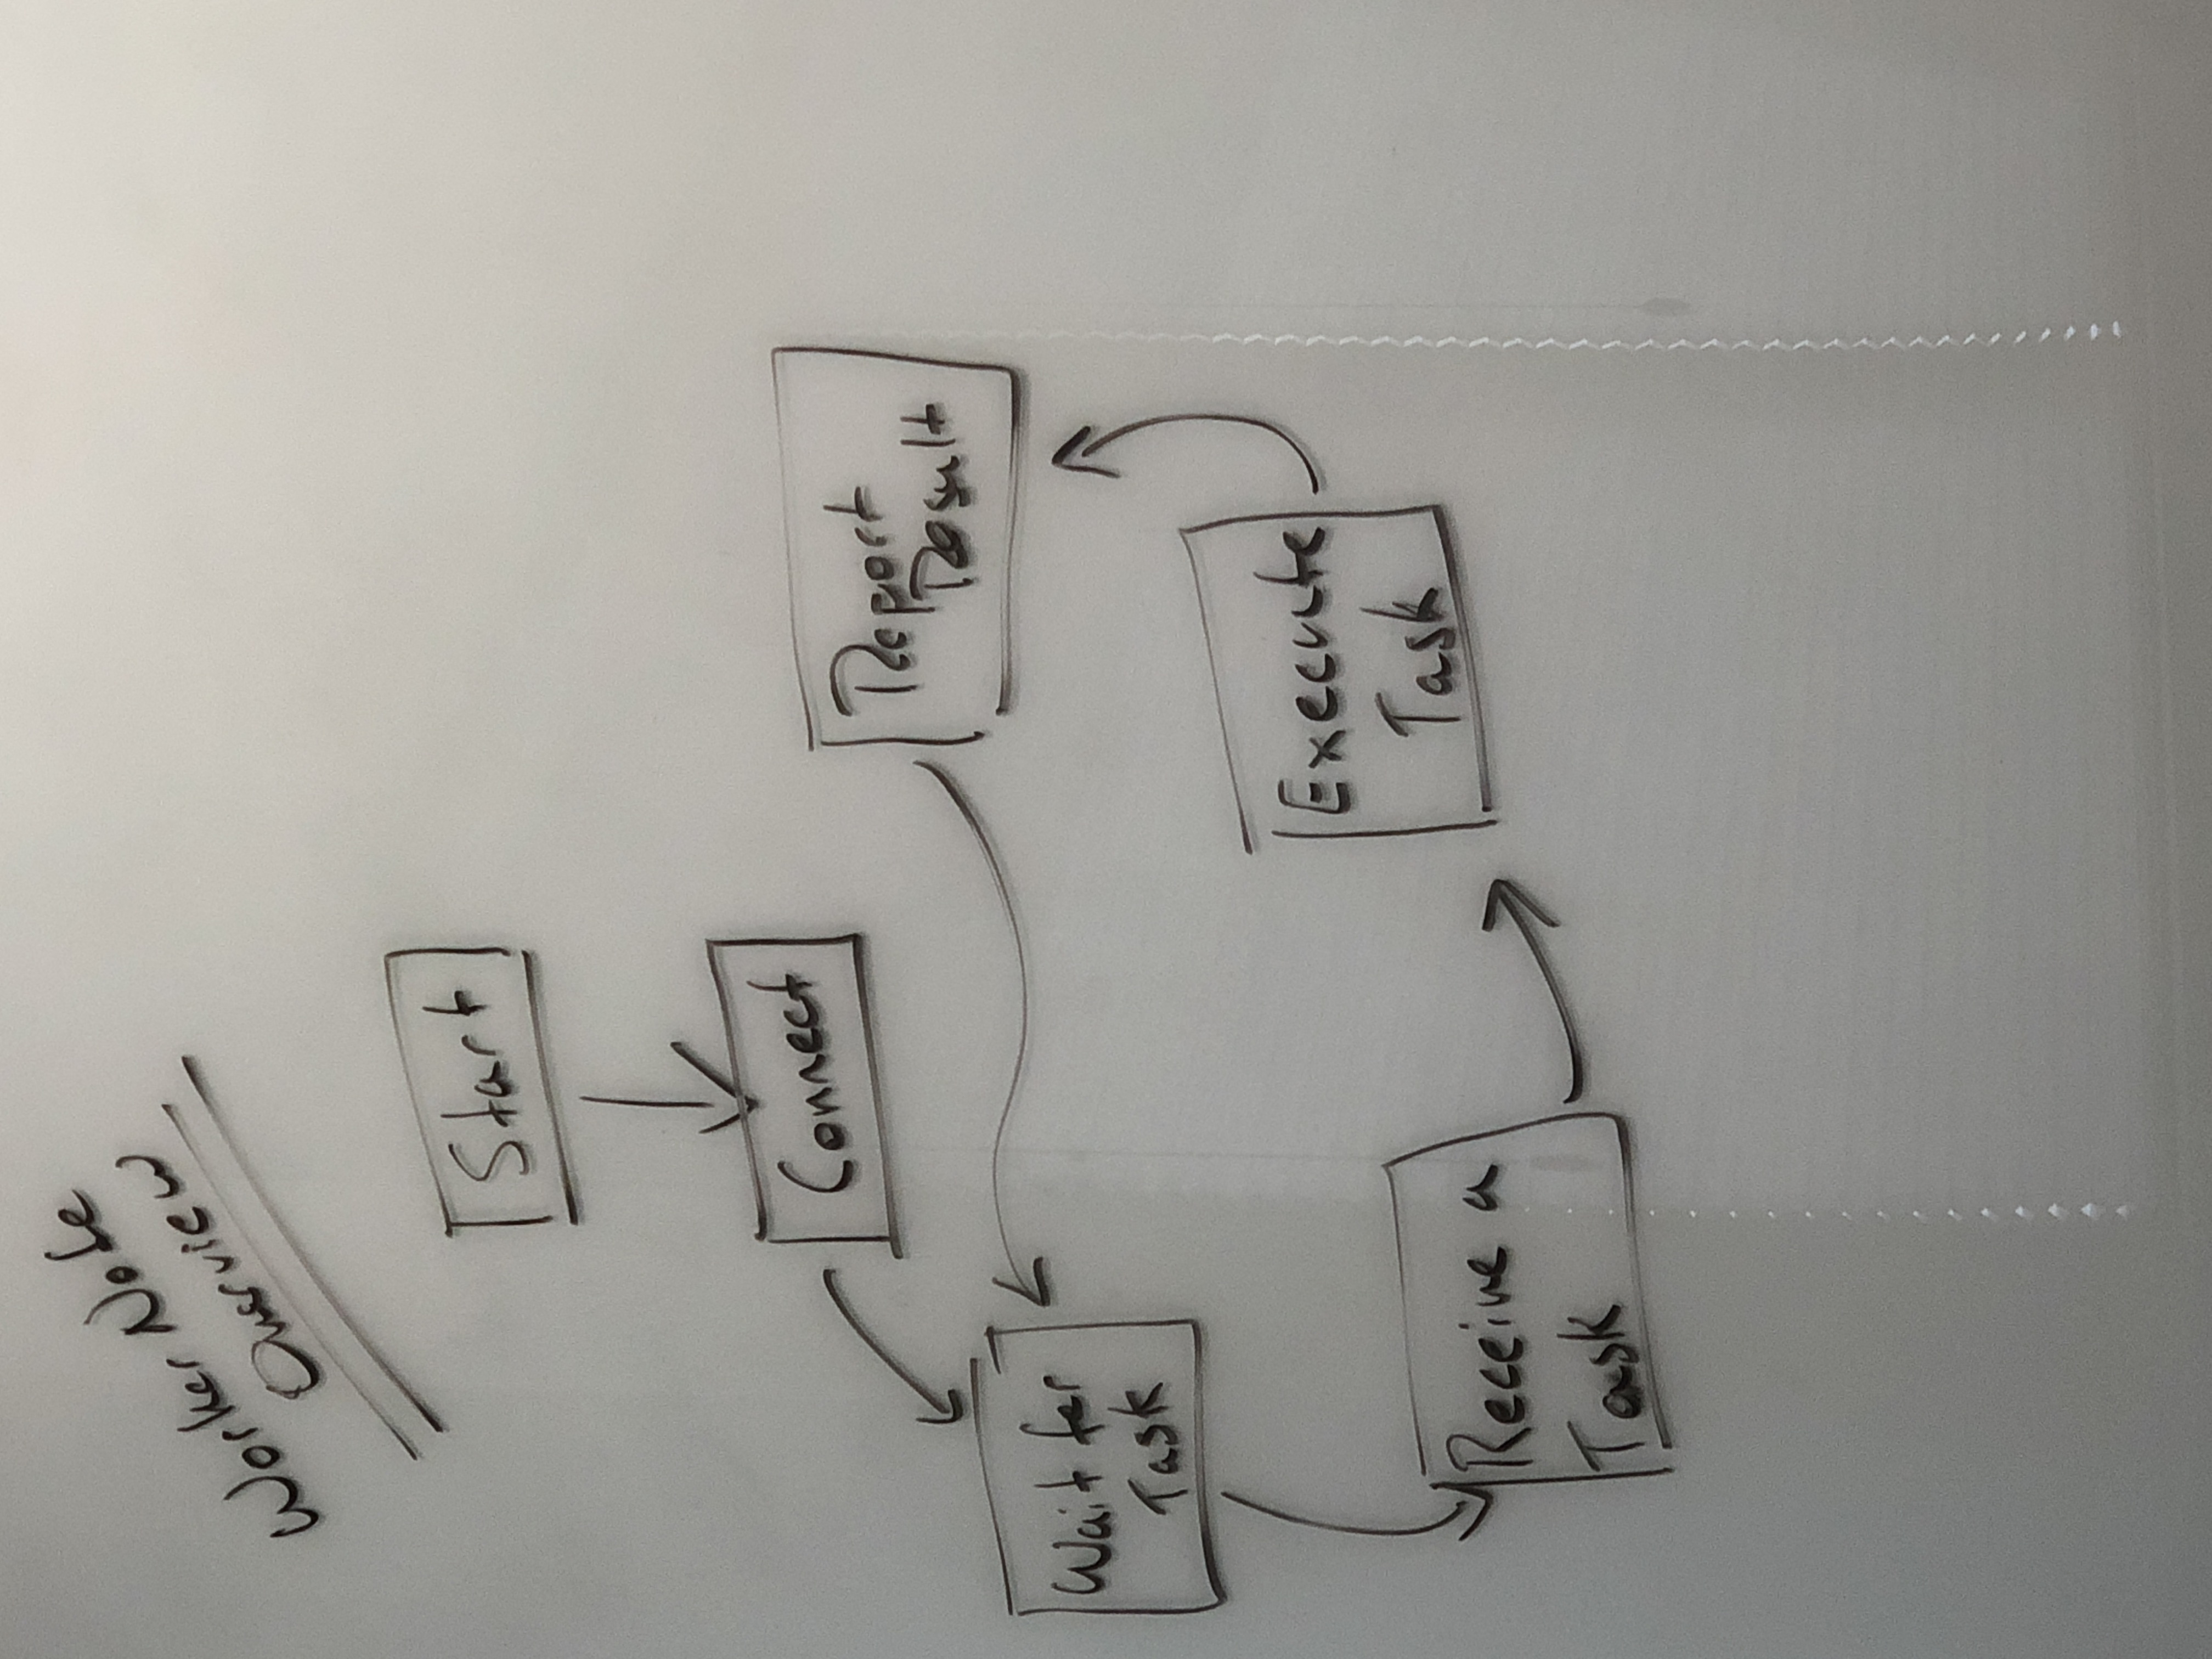 Worker Node
Overview
Start
Connect
Wait for
Task
Receive a
Task
Execute
Task
Report
Result